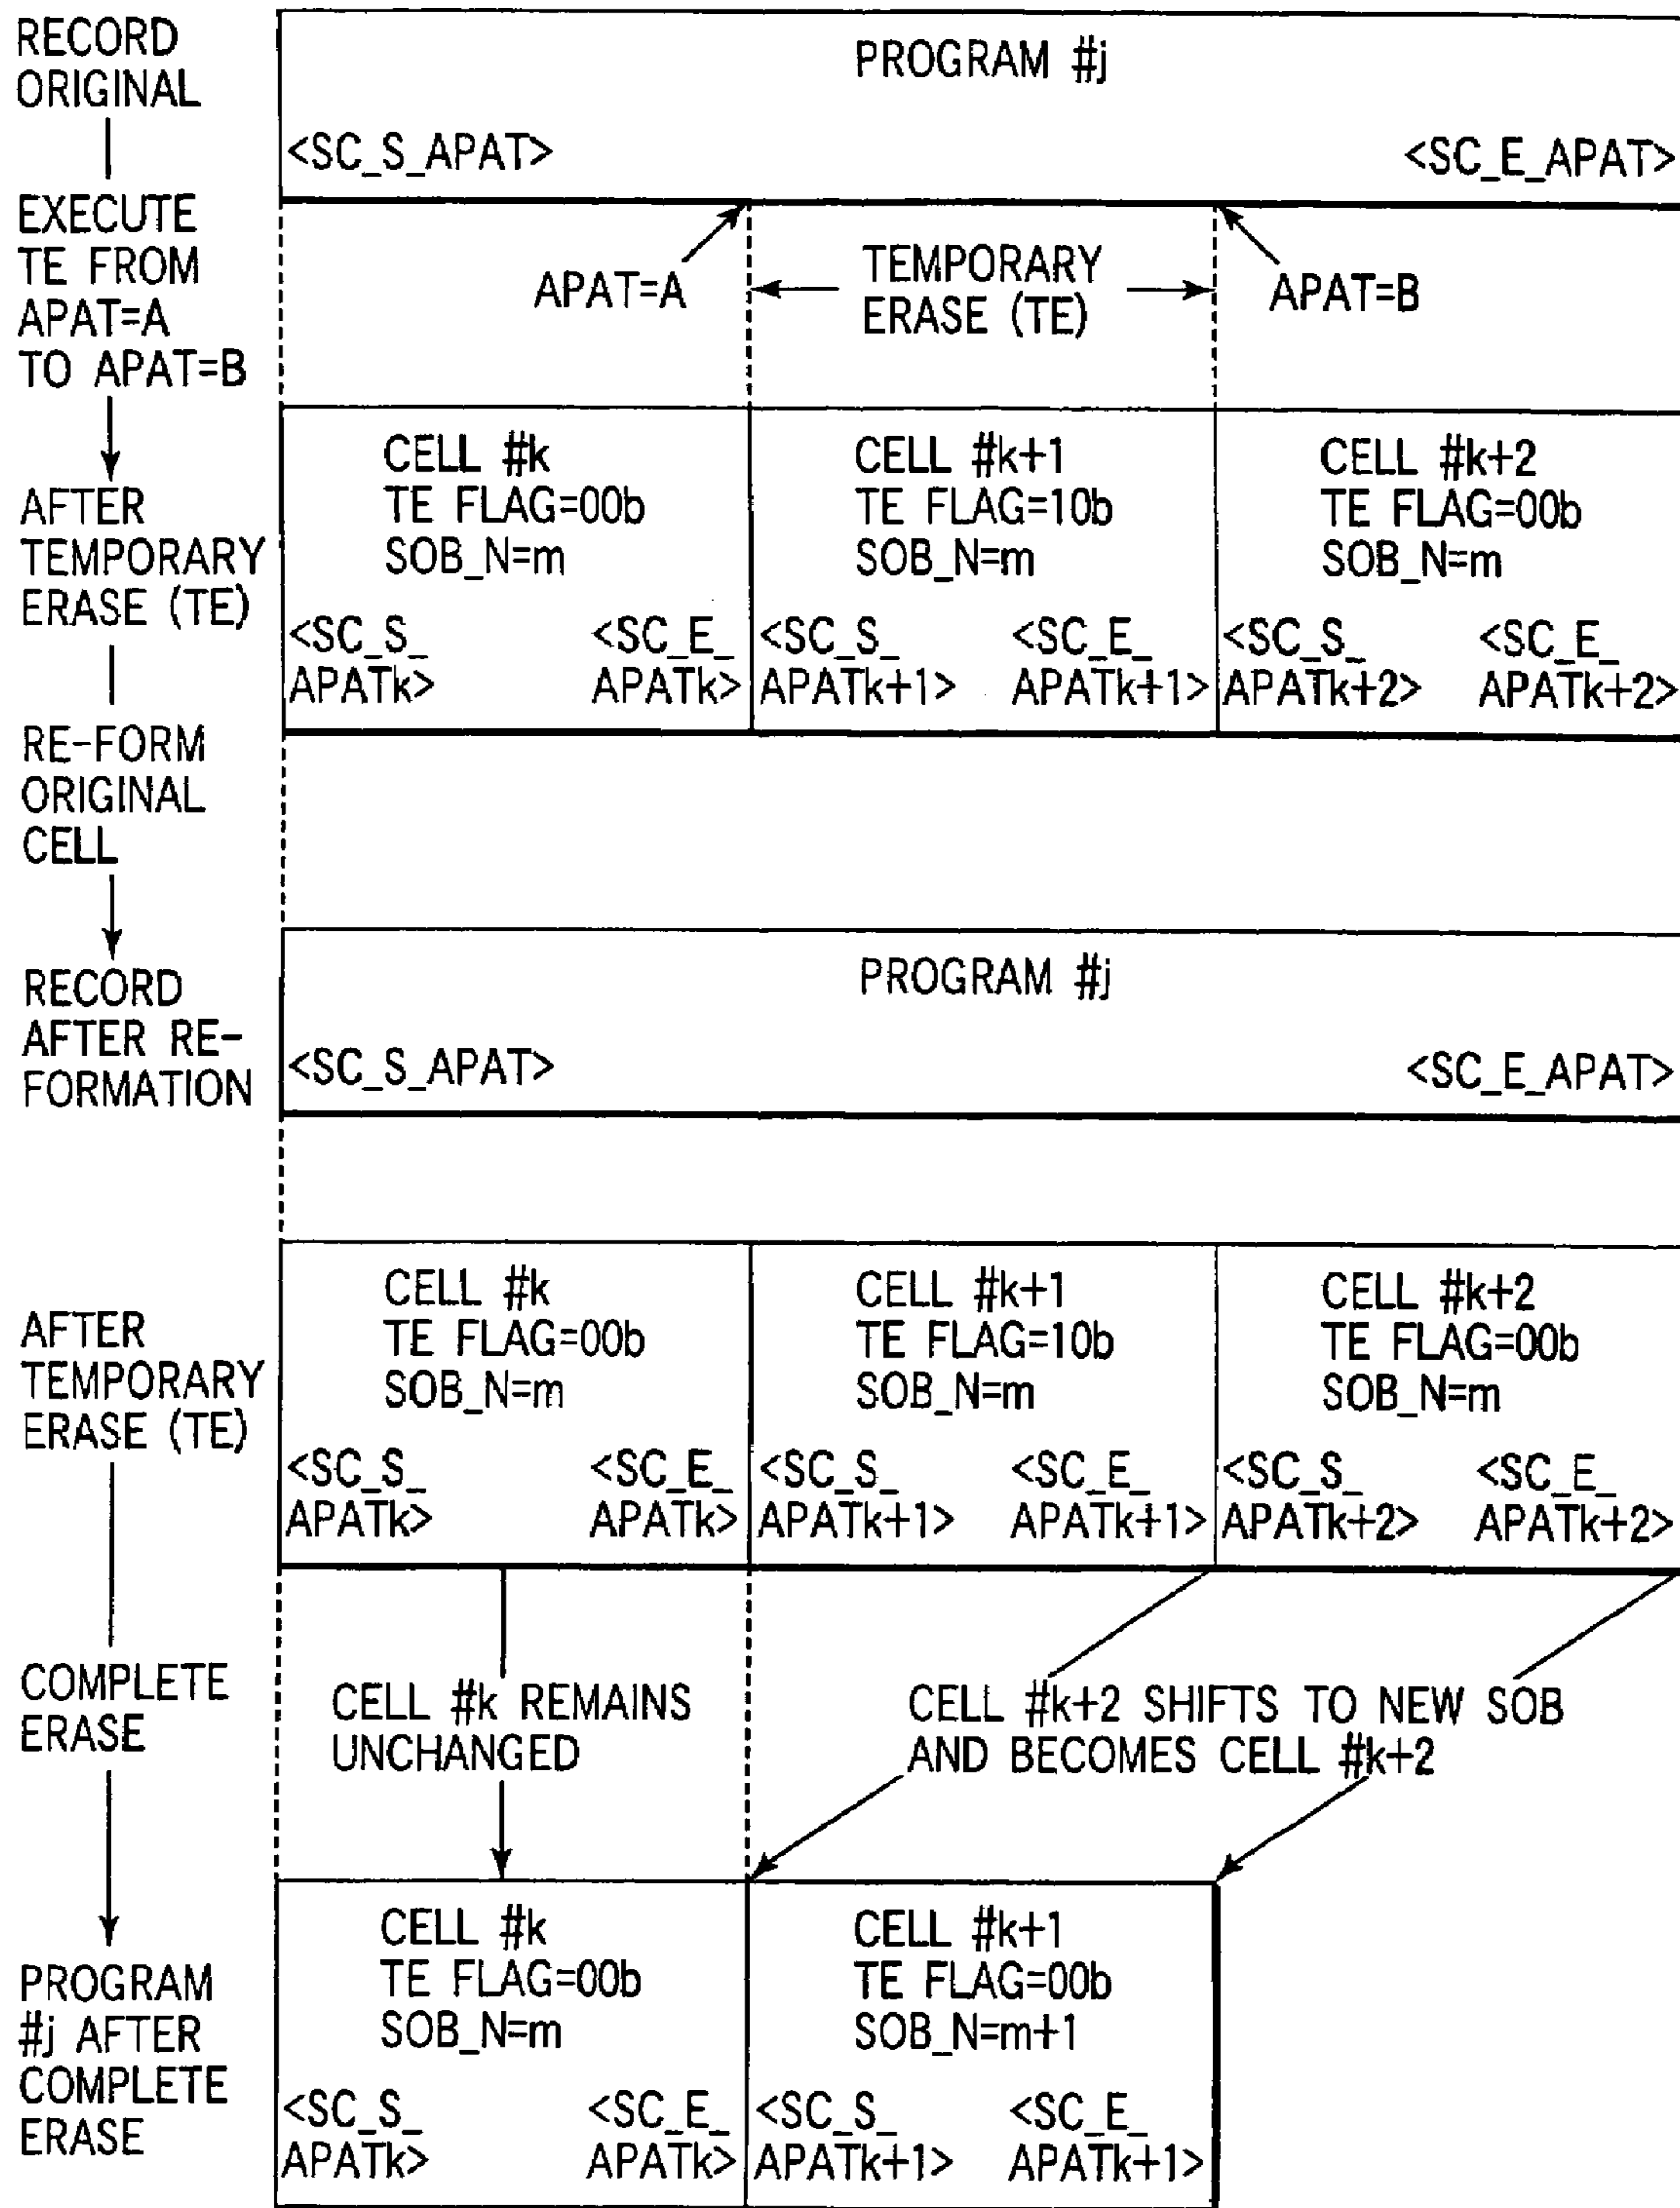 RECORD
ORIGINAL
PROGRAM #j
<SC_S_APAT>
<SC_E_APAT>
EXECUTE
TE FROM
APAT=A
TO APAT=B
APAT=A
TEMPORARY
ERASE (TE)
APAT=B
AFTER
TEMPORARY
ERASE (TE)
CELL #k
TE FLAG=00b
SOB_N=m
<SC_S_
APATk>
<SC_E_
APATk>
CELL #k+1
TE FLAG=10b
SOB_N=m
<SC_S_
APATk+1>
<SC_E_
APATk+1>
CELL #k+2
TE FLAG=00b
SOB_N=m
<SC_S_
APATk+2>
<SC_E_
APATk+2>
RE-FORM
ORIGINAL
CELL
RECORD
AFTER RE-
FORMATION
PROGRAM #j
<SC_S_APAT>
<SC_E_APAT>
AFTER
TEMPORARY
ERASE (TE)
CELL #k
TE FLAG=00b
SOB_N=m
<SC_S_
APATk>
<SC_E_
APATk>
CELL #k+1
TE FLAG=10b
SOB_N=m
<SC_S_
APATk+1>
<SC_E_
APATk+1>
CELL #k+2
TE FLAG=00b
SOB_N=m
<SC_S_
APATk+2>
<SC_E_
APATk+2>
COMPLETE
ERASE
CELL #k REMAINS
UNCHANGED
CELL #k+2 SHIFTS TO NEW SOB
AND BECOMES CELL #k+2
PROGRAM
#j AFTER
COMPLETE
ERASE
CELL #k
TE FLAG=00b
SOB_N=m
<SC_S_
APATk>
<SC_E_
APATk>
CELL #k+1
TE FLAG=00b
SOB_N=m+1
<SC_S_
APATk+1>
<SC_E_
APATk+1>